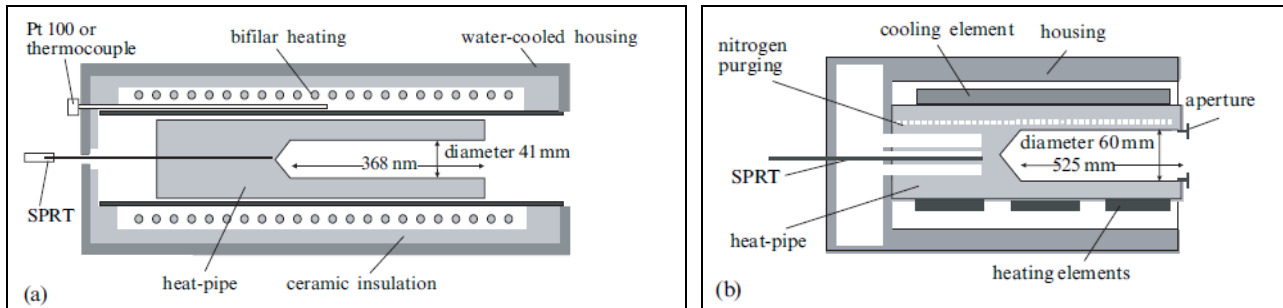 Pt 100 or
thermocouple
bifilar heating
water-cooled housing
diameter 41 mm
368 nm
SPRT
heat-pipe
ceramic insulation
(a)
cooling element
housing
nitrogen
purging
aperture
diameter 60 mm
525 mm
SPRT
heat-pipe
heating elements
(b)